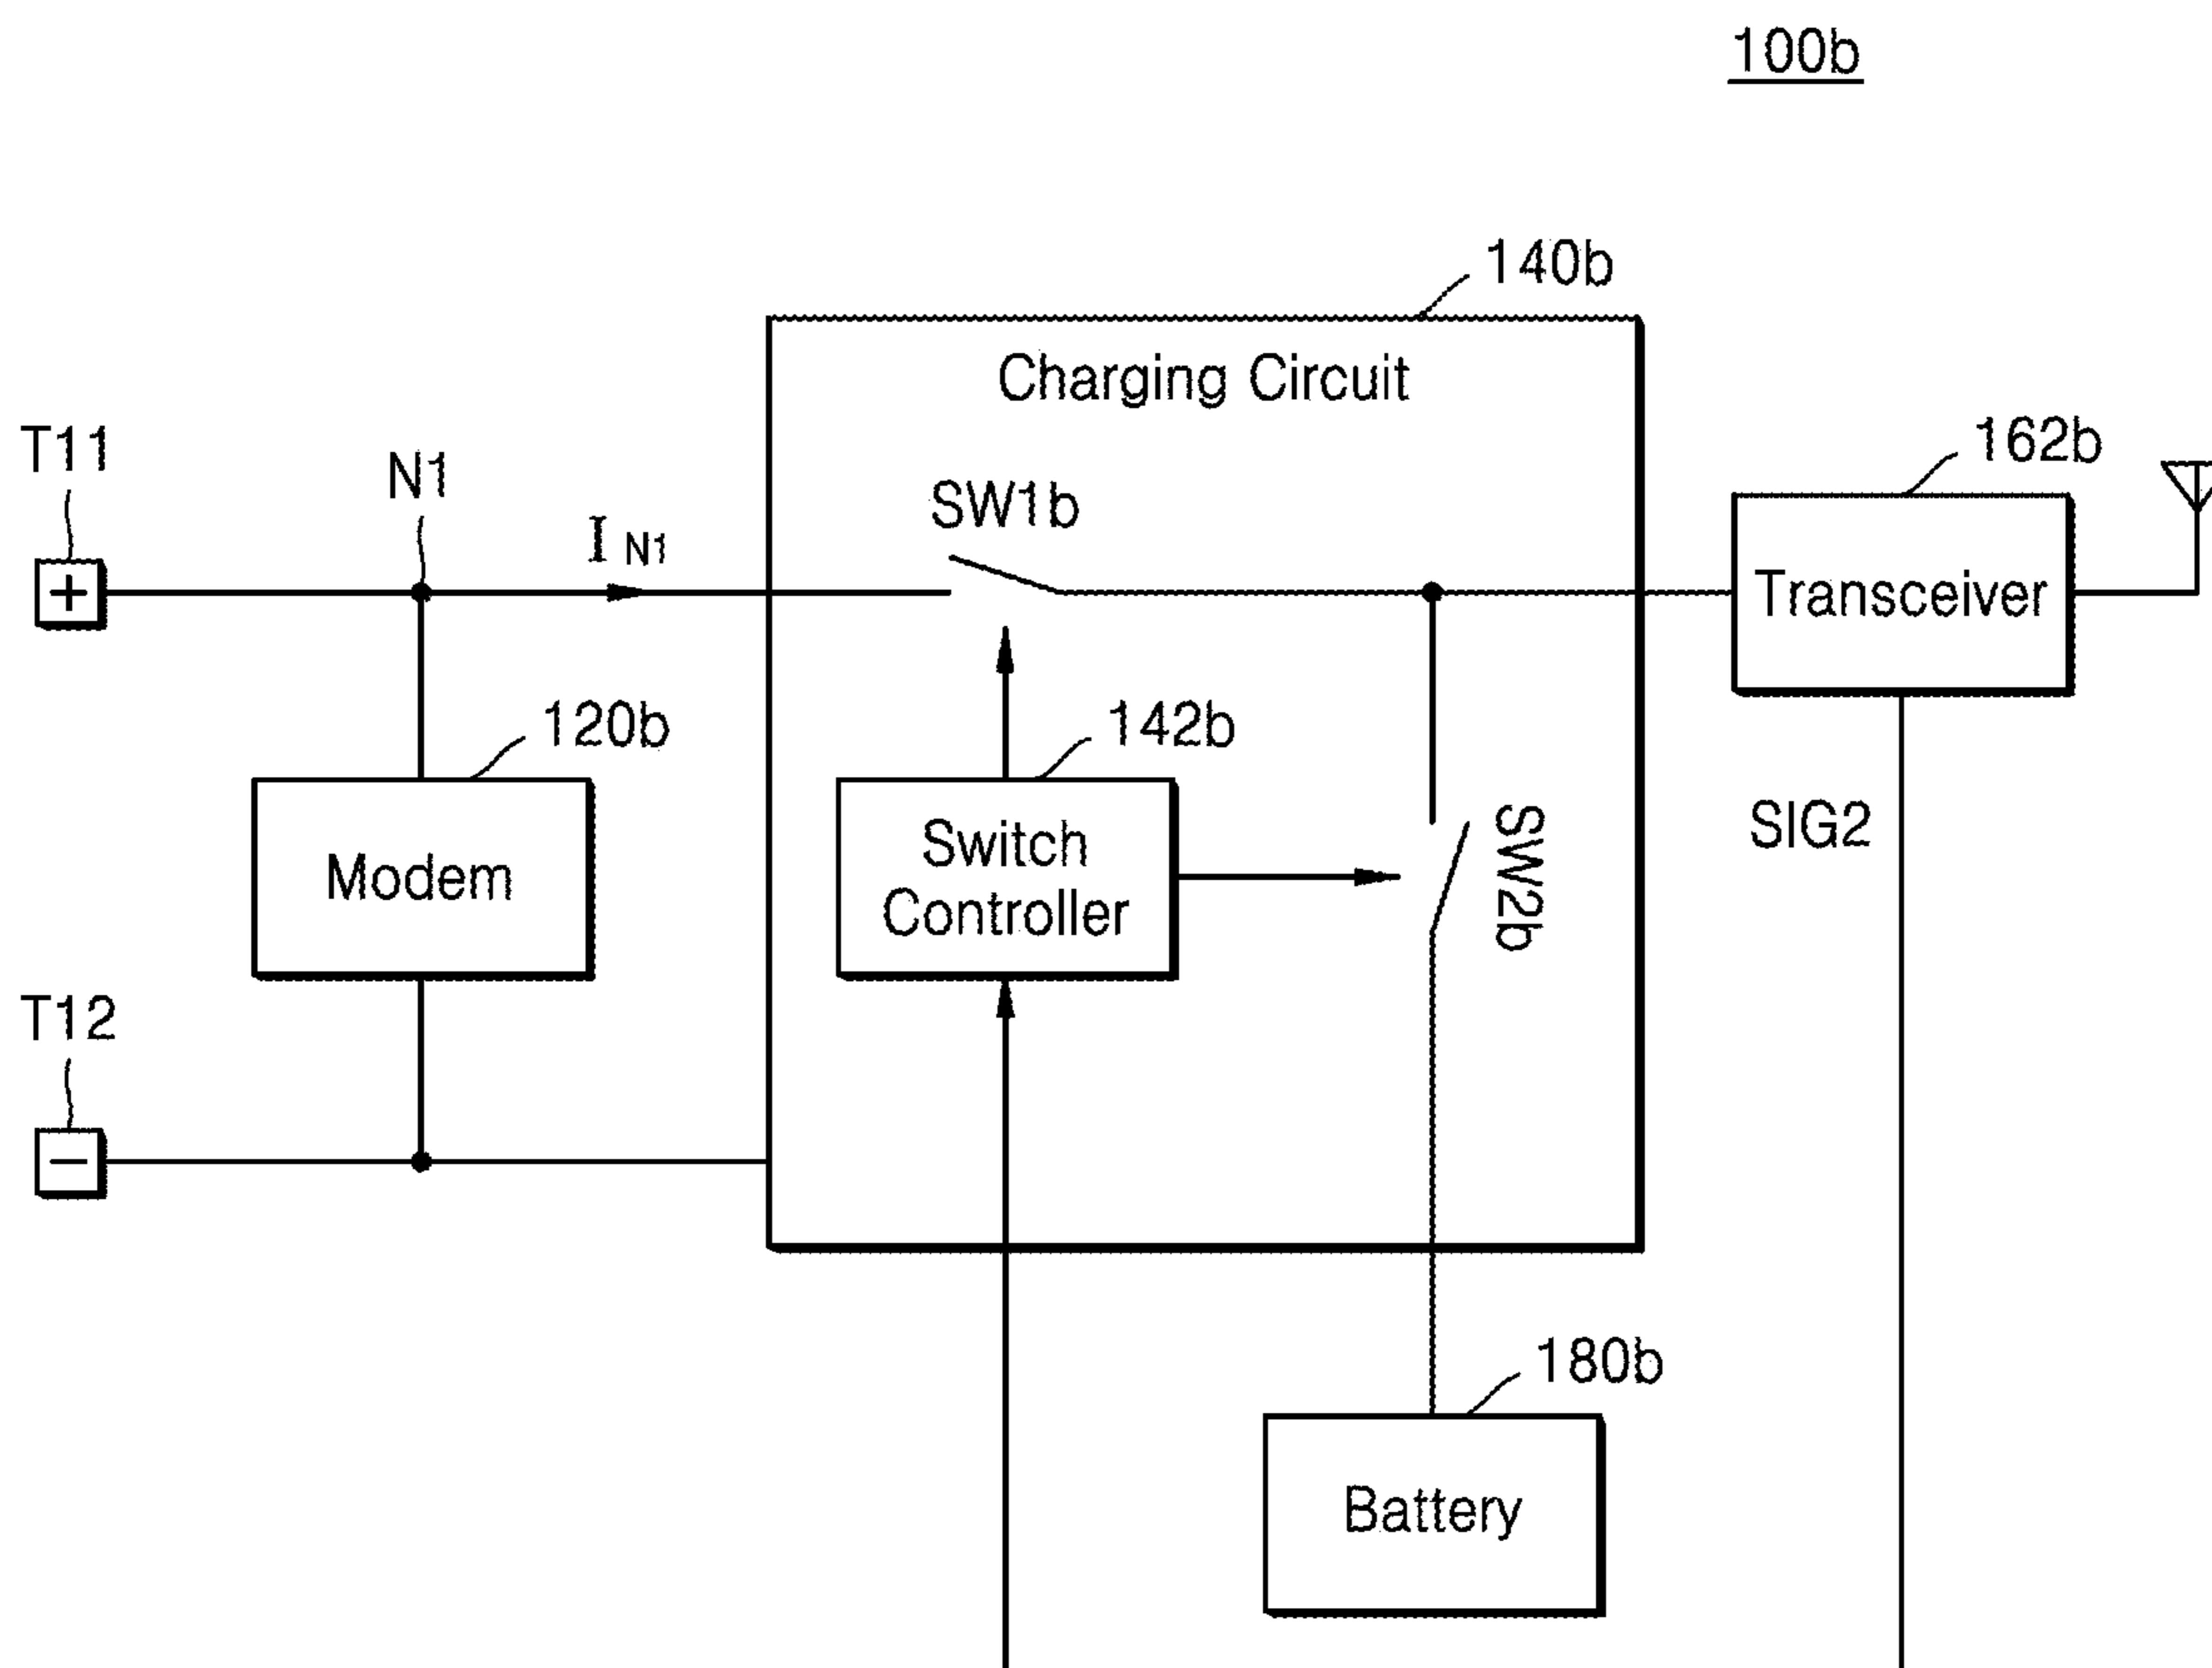 100b
140b
Charging Circuit
T11
N1
I N1
SW1b
162b
+
Transceiver
120b
142b
Modem
Switch
Controller
SW2b
SIG2
T12
−
180b
Battery